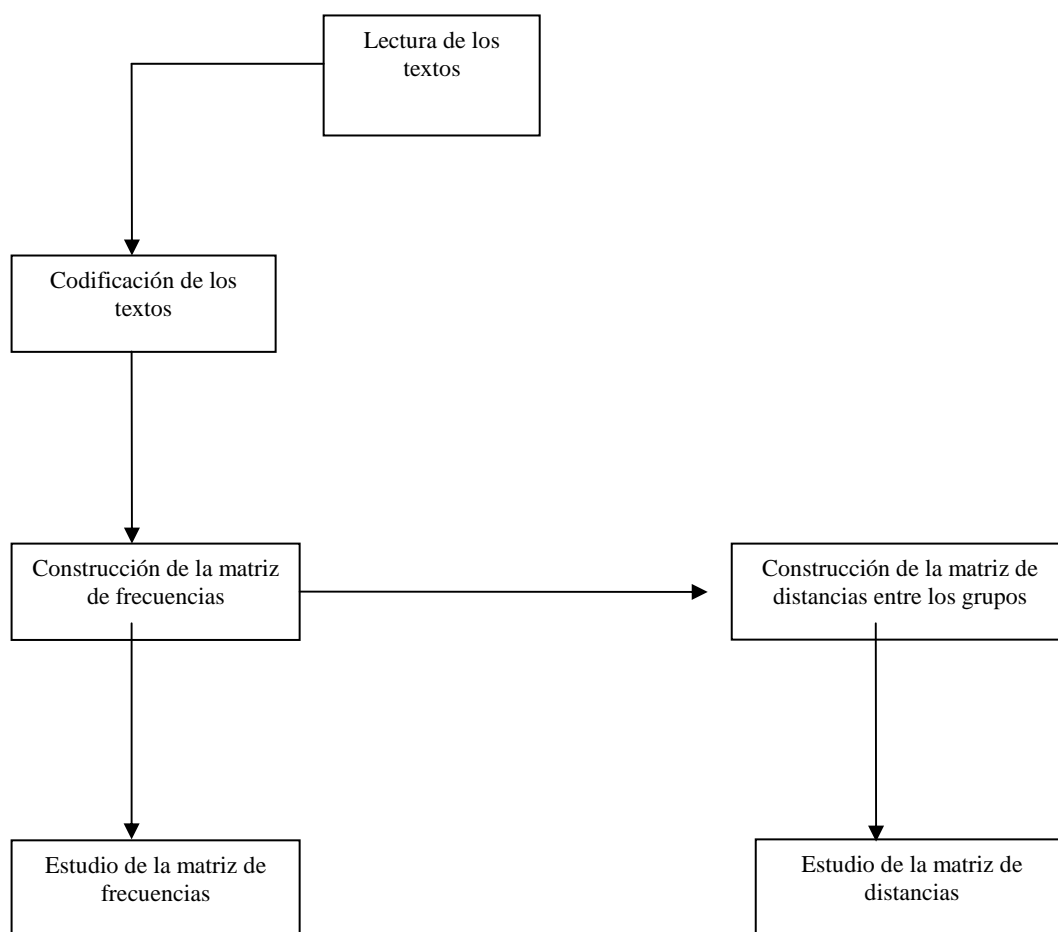 Lectura de los
textos
Codificación de los
textos
Construcción de la matriz
de frecuencias
Construcción de la matriz de
distancias entre los grupos
Estudio de la matriz de
frecuencias
Estudio de la matriz de
distancias